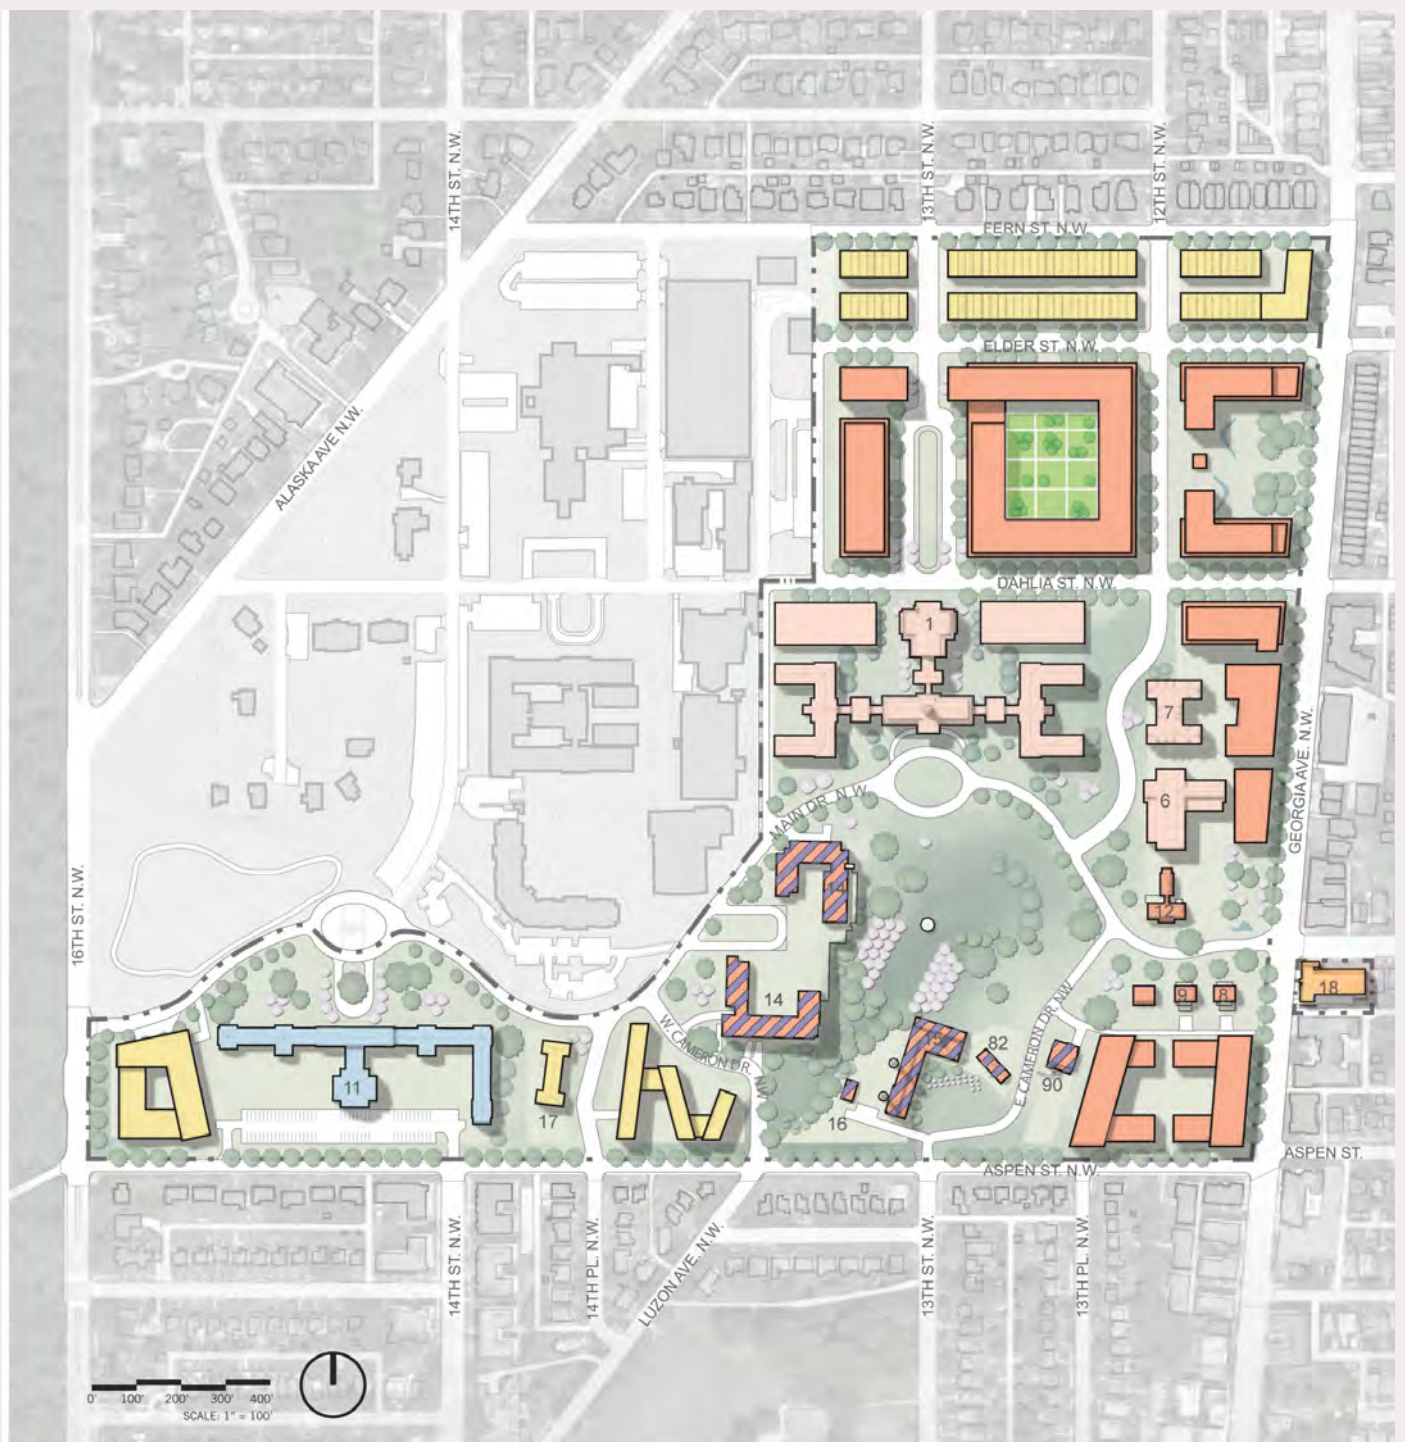 14TH ST. N.W.
13TH ST. N.W.
12TH ST. N.W.
FERN ST. N.W.
ELDER ST. N.W.
ALASKA AVE N.W.
DAHLIA ST. N.W.
1
7
6
GEORGIA AVE. N.W.
MAIN DR. N.W.
14
12
16TH ST. N.W.
18
9
8
14
W. CAMERON DR. N.W.
E. CAMERON DR. NW
15
82
90
11
17
16
ASPEN ST.
ASPEN ST. N.W.
14TH ST. N.W.
14TH PL. N.W.
LUZON AVE. N.W.
13TH ST. N.W.
13TH PL. N.W.
0' 100' 200' 300' 400'
SCALE: 1" = 100'